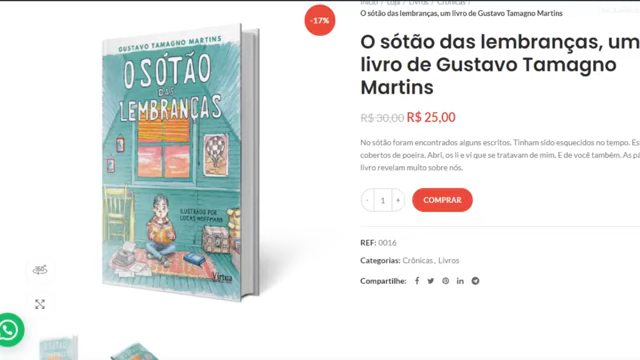 Início / Loja / Livros / Crônicas /
O sótão das lembranças, um livro de Gustavo Tamagno Martins
-17%
GUSTAVO TAMAGNO MARTINS
O SÓTÃO
DAS
LEMBRANÇAS
ILUSTRADO POR
LUCAS HOFFMANN
Vírtua
O sótão das lembranças, um
livro de Gustavo Tamagno
Martins
R$ 30,00 R$ 25,00
No sótão foram encontrados alguns escritos. Tinham sido esquecidos no tempo.
cobertos de poeira. Abri, os li e vi que se tratavam de mim. E de você também. As
livro revelam muito sobre nós.
- 1 +
COMPRAR
REF: 0016
Categorias: Crônicas, Livros
Compartilhe: